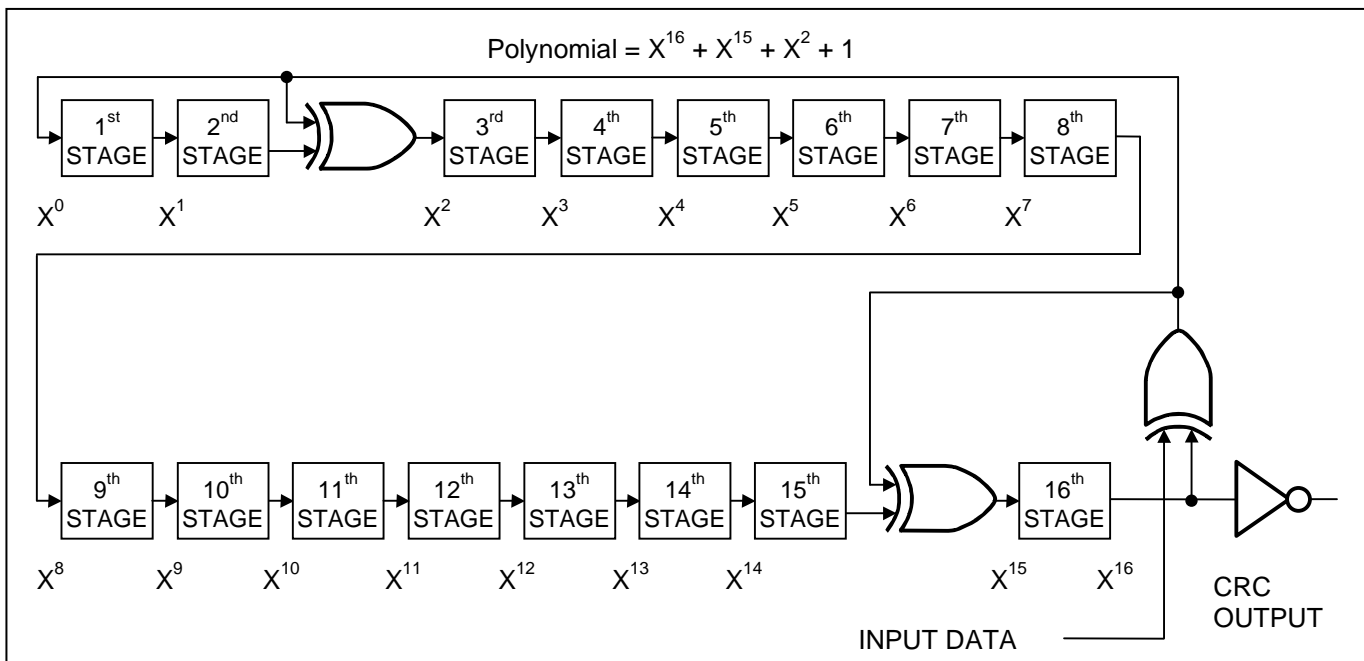 Polynomial = X¹⁶ + X¹⁵ + X² + 1
1ˢᵗ STAGE
2ⁿᵈ STAGE
3ʳᵈ STAGE
4ᵗʰ STAGE
5ᵗʰ STAGE
6ᵗʰ STAGE
7ᵗʰ STAGE
8ᵗʰ STAGE
X⁰ X¹ X² X³ X⁴ X⁵ X⁶ X⁷
9ᵗʰ STAGE
10ᵗʰ STAGE
11ᵗʰ STAGE
12ᵗʰ STAGE
13ᵗʰ STAGE
14ᵗʰ STAGE
15ᵗʰ STAGE
16ᵗʰ STAGE
X⁸ X⁹ X¹⁰ X¹¹ X¹² X¹³ X¹⁴ X¹⁵ X¹⁶
CRC
OUTPUT
INPUT DATA